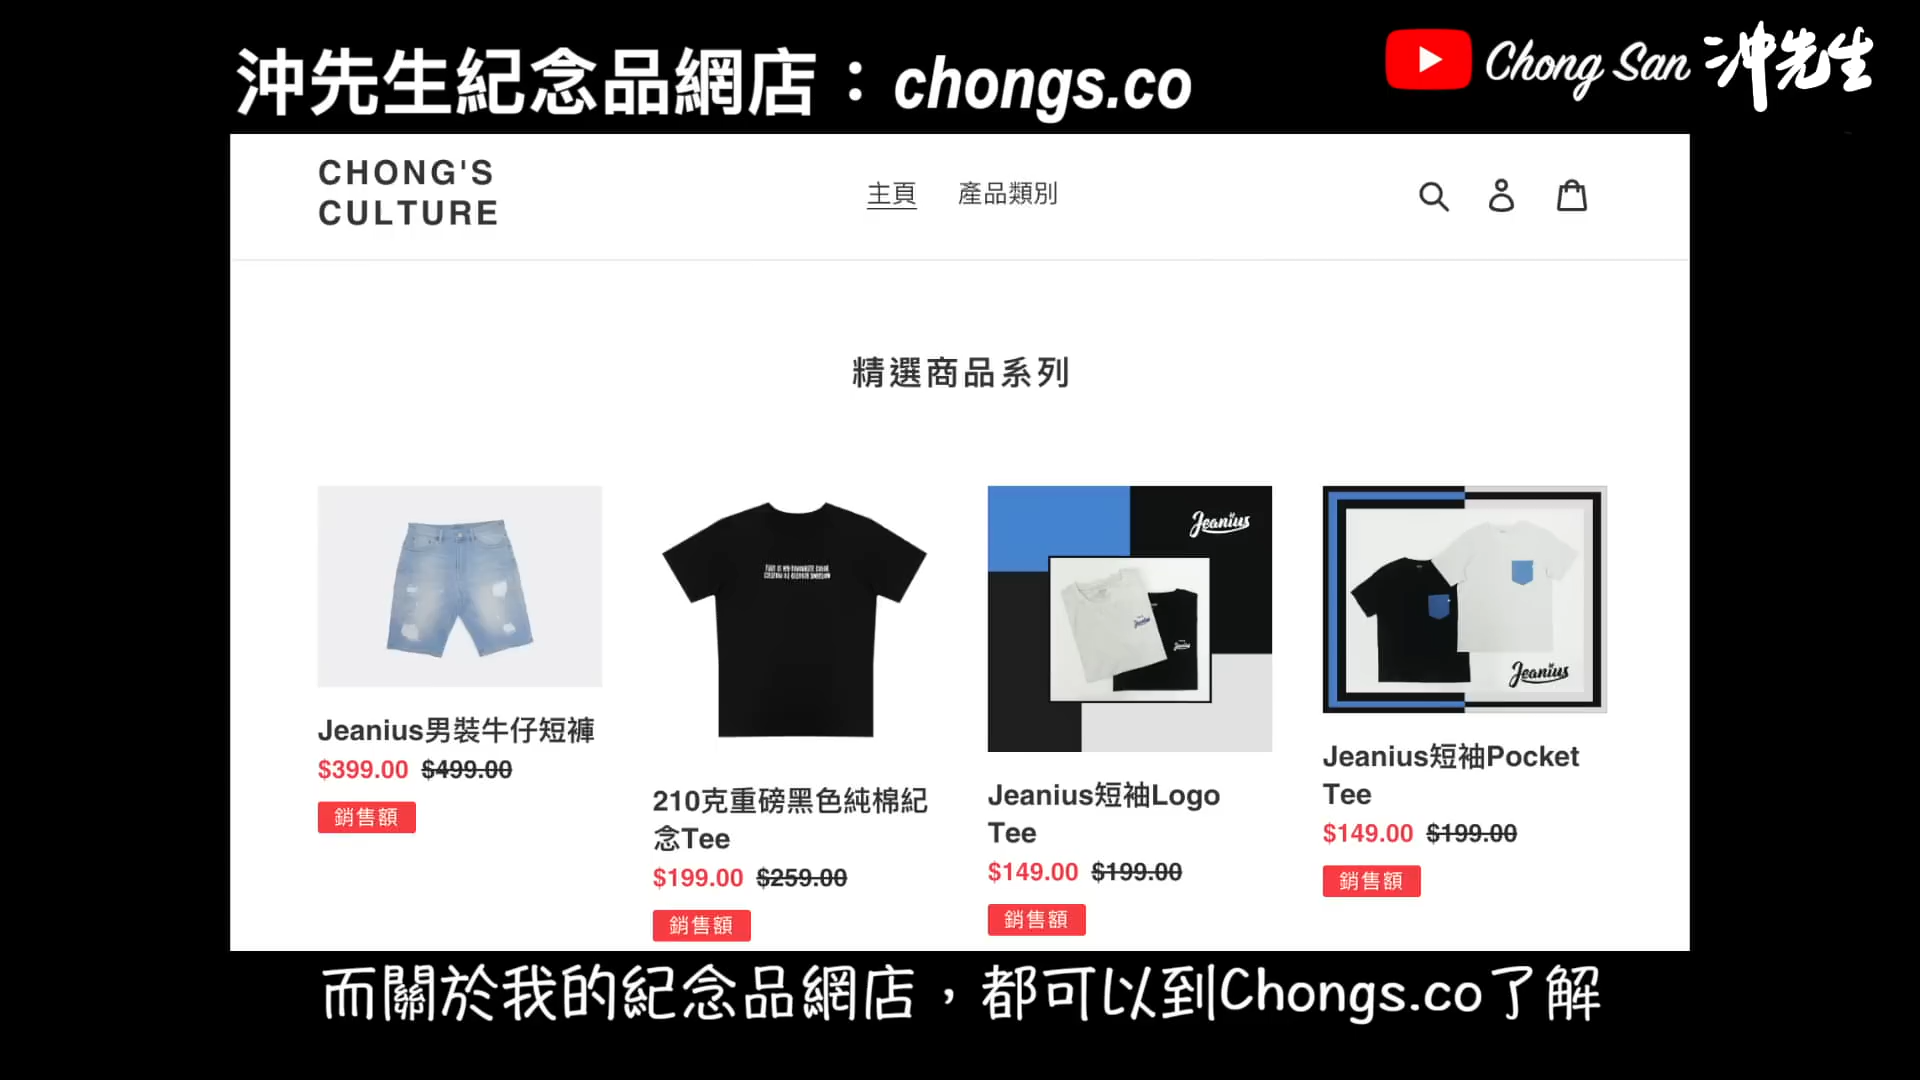 沖先生紀念品網店：chongs.co
Chong San 沖先生
CHONG'S
CULTURE
主頁
產品類別
精選商品系列
Jeanius男裝牛仔短褲
$399.00 $499.00
銷售額
210克重磅黑色純棉紀
念Tee
$199.00 $259.00
銷售額
Jeanius
Jeanius
Jeanius
Jeanius短袖Logo
Tee
$149.00 $199.00
銷售額
Jeanius
Jeanius短袖Pocket
Tee
$149.00 $199.00
銷售額
而關於我的紀念品網店，都可以到Chongs.co了解